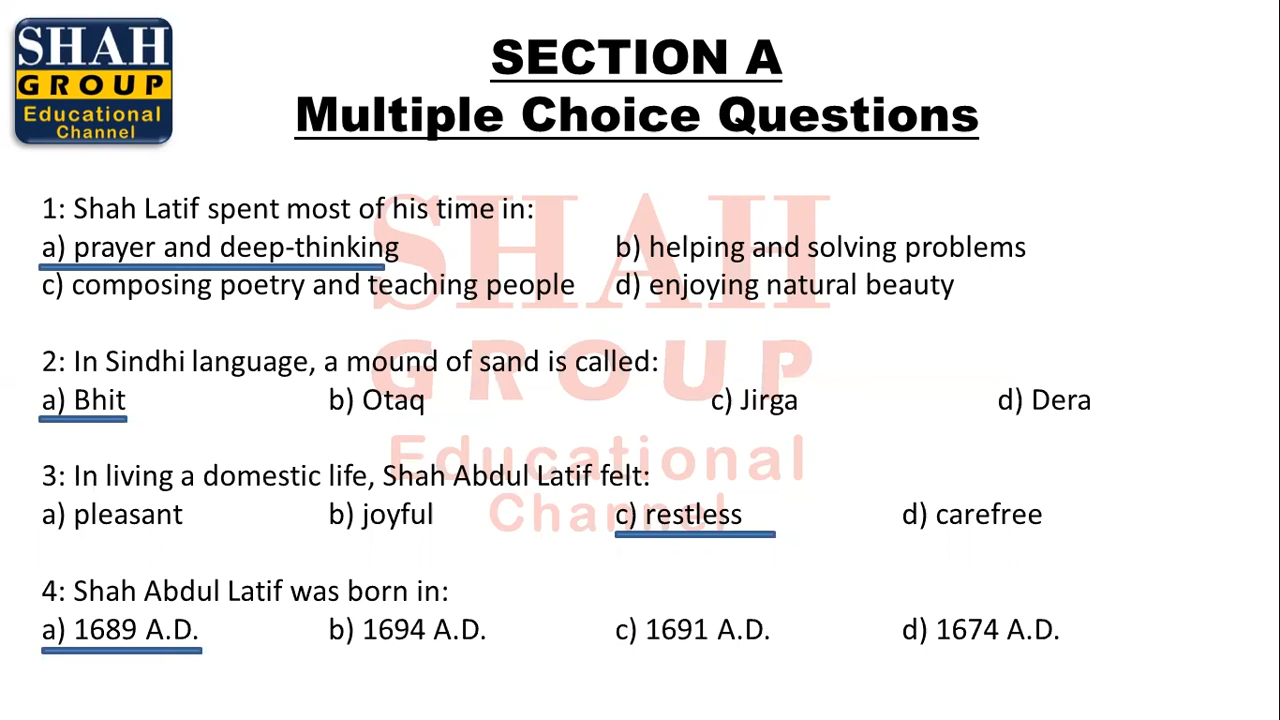 SHAH
GROUP
Educational
Channel
SECTION A
Multiple Choice Questions
SHAH
GROUP
Educational
Channel
1: Shah Latif spent most of his time in:
a) prayer and deep-thinking b) helping and solving problems
c) composing poetry and teaching people d) enjoying natural beauty
2: In Sindhi language, a mound of sand is called:
a) Bhit b) Otaq c) Jirga d) Dera
3: In living a domestic life, Shah Abdul Latif felt:
a) pleasant b) joyful c) restless d) carefree
4: Shah Abdul Latif was born in:
a) 1689 A.D. b) 1694 A.D. c) 1691 A.D. d) 1674 A.D.